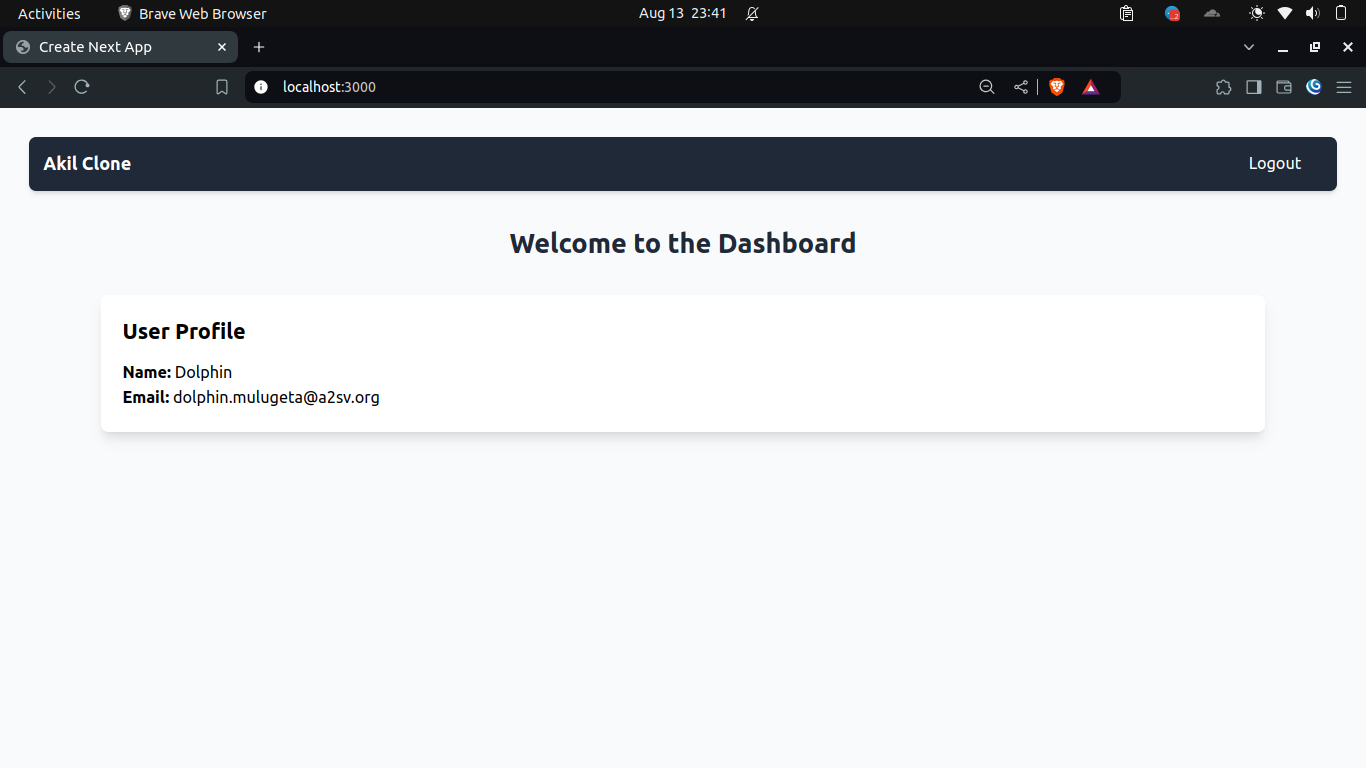 Activities Brave Web Browser Aug 13 23:41
Create Next App
localhost:3000
Akil Clone Logout
Welcome to the Dashboard
User Profile
Name: Dolphin
Email: dolphin.mulugeta@a2sv.org